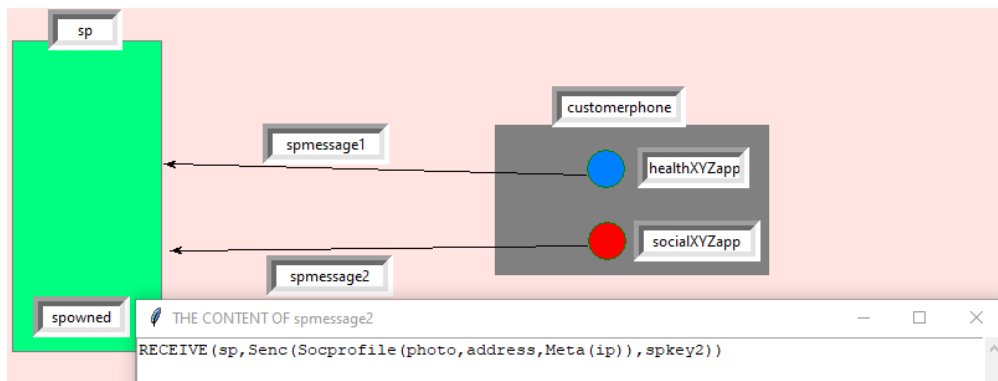 sp
customerphone
spmessage1
healthXYZapp
socialXYZapp
spmessage2
spowned
THE CONTENT OF spmessage2
RECEIVE(sp,Senc(Socprofile(photo,address,Meta(ip)),spkey2))